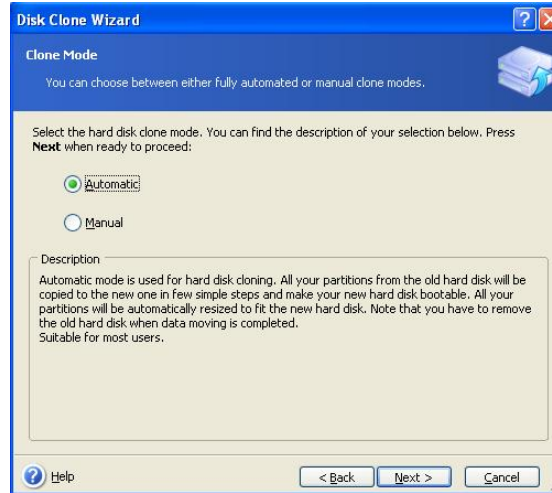 Disk Clone Wizard
Clone Mode
You can choose between either fully automated or manual clone modes.
Select the hard disk clone mode. You can find the description of your selection below. Press
Next when ready to proceed:
Automatic
Manual
Description
Automatic mode is used for hard disk cloning. All your partitions from the old hard disk will be
copied to the new one in few simple steps and make your new hard disk bootable. All your
partitions will be automatically resized to fit the new hard disk. Note that you have to remove
the old hard disk when data moving is completed.
Suitable for most users.
Help
< Back
Next >
Cancel